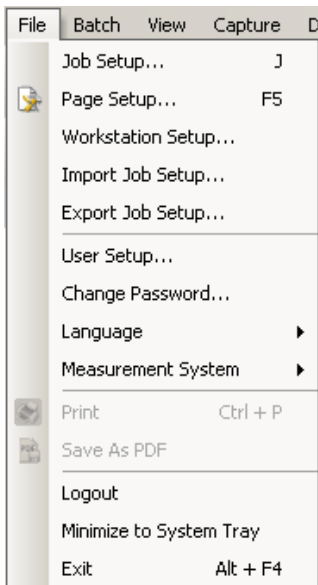 File Batch View Capture D
Job Setup... J
Page Setup... F5
Workstation Setup...
Import Job Setup...
Export Job Setup...
User Setup...
Change Password...
Language
Measurement System
Print Ctrl + P
Save As PDF
Logout
Minimize to System Tray
Exit Alt + F4